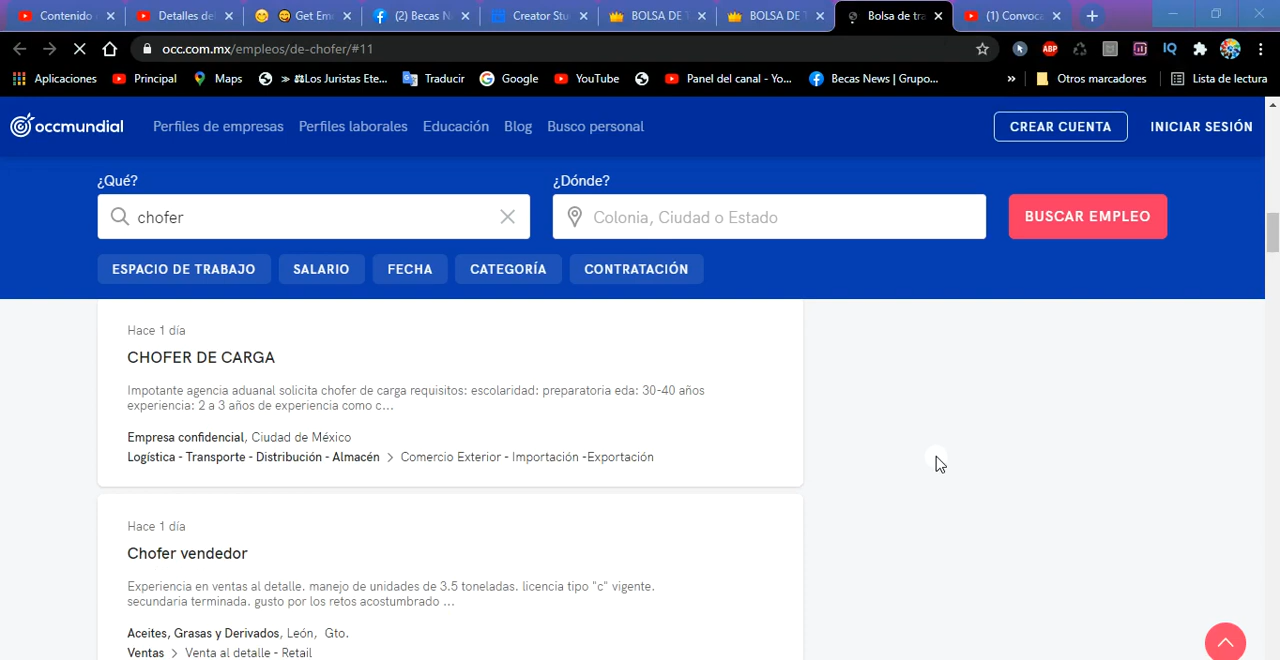 Contenido
Detalles de
Get Em
(2) Becas N
Creator Stu
BOLSA DE T
BOLSA DE T
Bolsa de tra
(1) Convoca
occ.com.mx/empleos/de-chofer/#11
ABP
IQ
Aplicaciones
Principal
Maps
» ⚖Los Juristas Ete...
Traducir
Google
YouTube
Panel del canal - Yo...
Becas News | Grupo...
»
Otros marcadores
Lista de lectura
occmundial
Perfiles de empresas
Perfiles laborales
Educación
Blog
Busco personal
CREAR CUENTA
INICIAR SESIÓN
¿Qué?
¿Dónde?
chofer
Colonia, Ciudad o Estado
BUSCAR EMPLEO
ESPACIO DE TRABAJO
SALARIO
FECHA
CATEGORÍA
CONTRATACIÓN
Hace 1 día
CHOFER DE CARGA
Impotante agencia aduanal solicita chofer de carga requisitos: escolaridad: preparatoria eda: 30-40 años
experiencia: 2 a 3 años de experiencia como c...
Empresa confidencial, Ciudad de México
Logística - Transporte - Distribución - Almacén > Comercio Exterior - Importación -Exportación
Hace 1 día
Chofer vendedor
Experiencia en ventas al detalle. manejo de unidades de 3.5 toneladas. licencia tipo "c" vigente.
secundaria terminada. gusto por los retos acostumbrado ...
Aceites, Grasas y Derivados, León, Gto.
Ventas > Venta al detalle - Retail